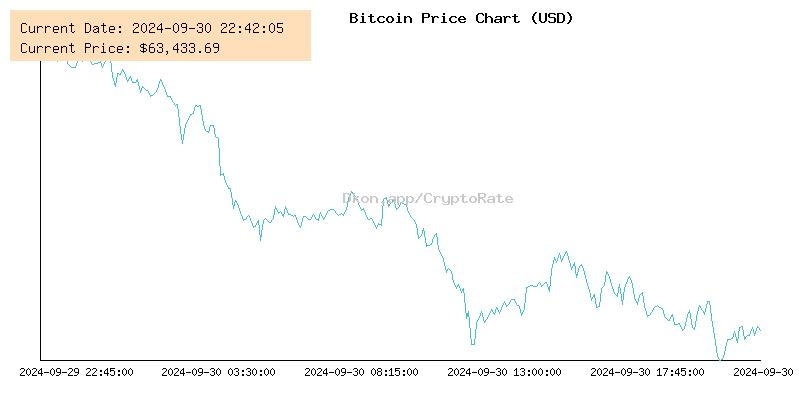 Bitcoin Price Chart (USD)
Current Date: 2024-09-30 22:42:05
Current Price: $63,433.69
Dkon.app/CryptoRate
2024-09-29 22:45:00 2024-09-30 03:30:00 2024-09-30 08:15:00 2024-09-30 13:00:00 2024-09-30 17:45:00 2024-09-30